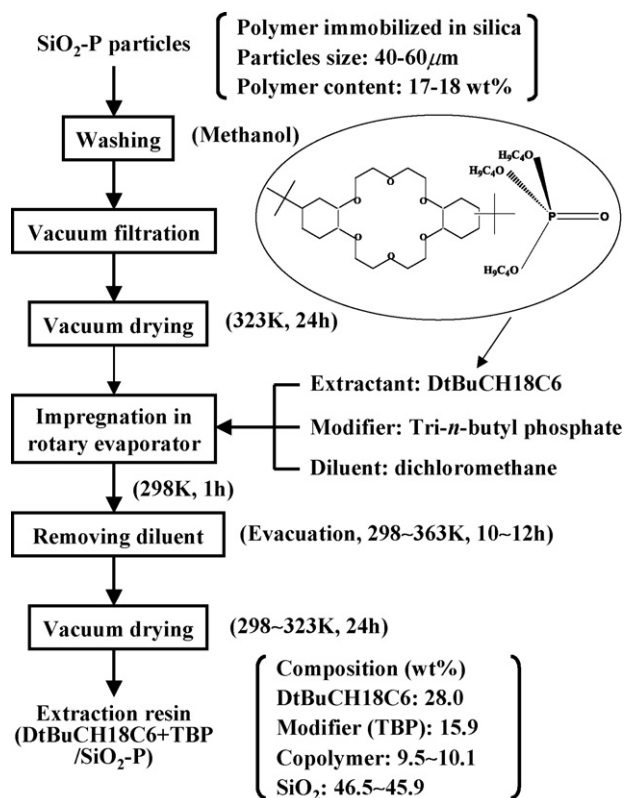 SiO2-P particles
Polymer immobilized in silica
Particles size: 40-60μm
Polymer content: 17-18 wt%
Washing
(Methanol)
H9C4O
H9C4O
O
O
O
O
O
O
P
O
H9C4O
Vacuum filtration
Vacuum drying
(323K, 24h)
Extractant: DtBuCH18C6
Impregnation in
rotary evaporator
Modifier: Tri-n-butyl phosphate
Diluent: dichloromethane
(298K, 1h)
Removing diluent
(Evacuation, 298~363K, 10~12h)
Vacuum drying
(298~323K, 24h)
Extraction resin
(DtBuCH18C6+TBP
/SiO2-P)
Composition (wt%)
DtBuCH18C6: 28.0
Modifier (TBP): 15.9
Copolymer: 9.5~10.1
SiO2: 46.5~45.9